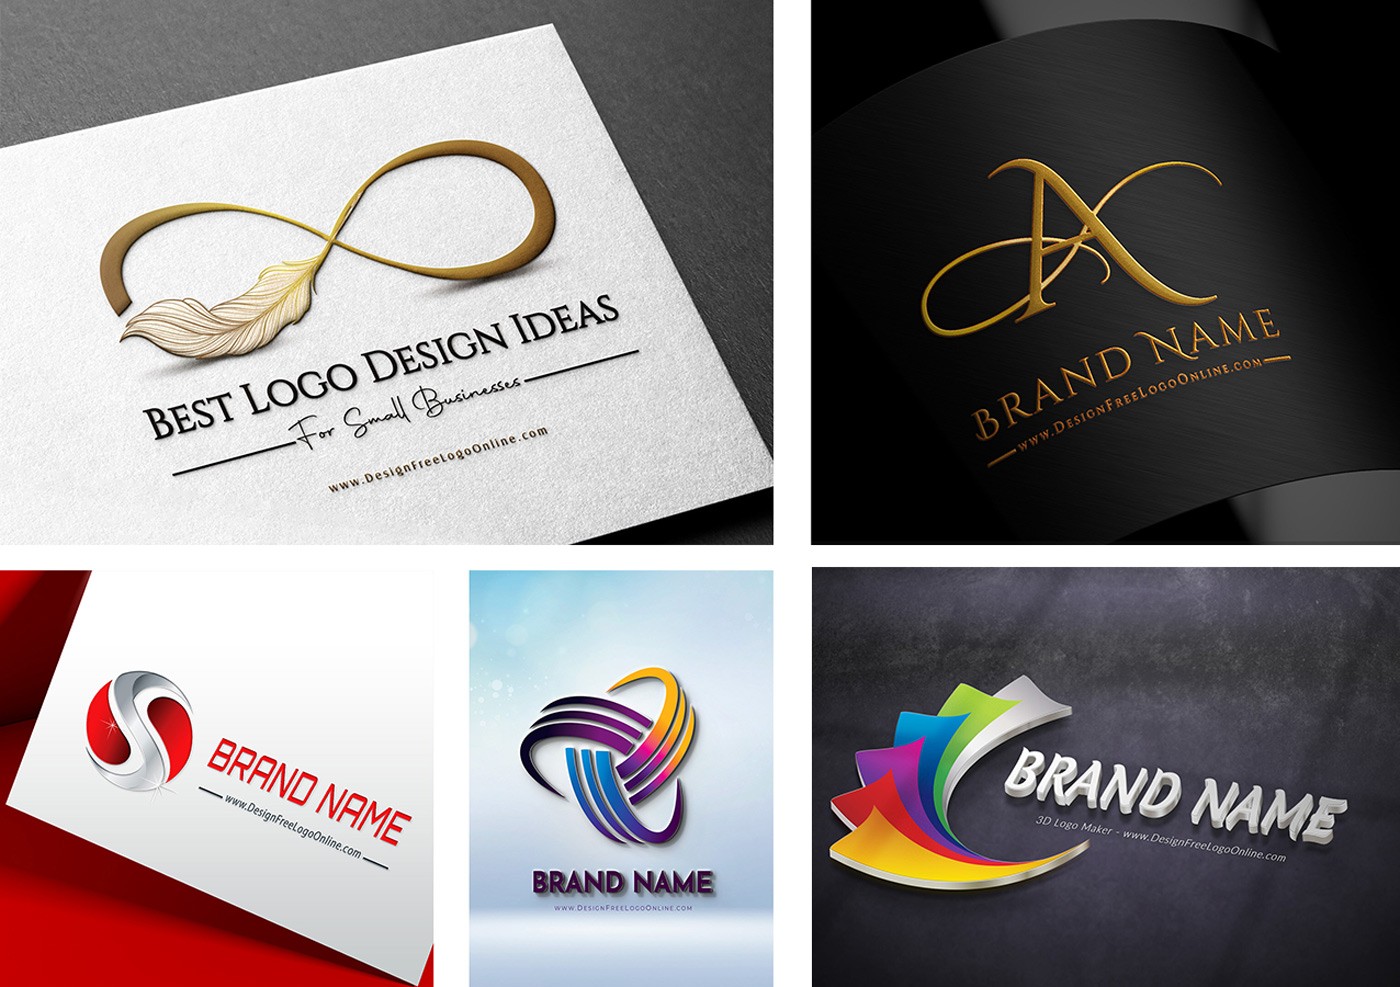 Best Logo Design Ideas
For Small Businesses
www.DesignFreeLogoOnline.com
A
Brand Name
www.DesignFreeLogoOnline.com
S
BRAND NAME
www.DesignFreeLogoOnline.com
BRAND NAME
www.DesignFreeLogoOnline.com
BRAND NAME
3D Logo Maker - www.DesignFreeLogoOnline.com